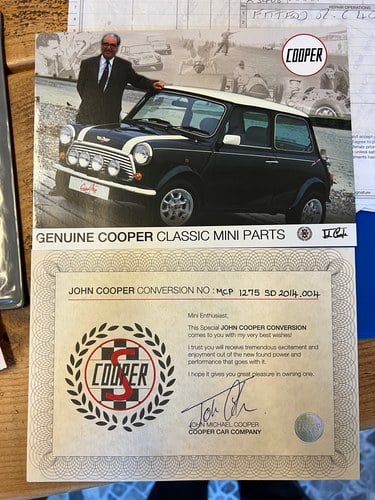 REPAIR OPERATIONS
COOPER
GENUINE COOPER CLASSIC MINI PARTS
JOHN COOPER CONVERSION NO: MCP 1275 SD 2014.004
Mini Enthusiast,
This Special JOHN COOPER CONVERSION
comes to you with my very best wishes!
I trust you will receive tremendous excitement and
enjoyment out of the new found power and
performance that goes with it.
I hope it gives you great pleasure in owning one.
S
COOPER
JOHN MICHAEL COOPER
COOPER CAR COMPANY